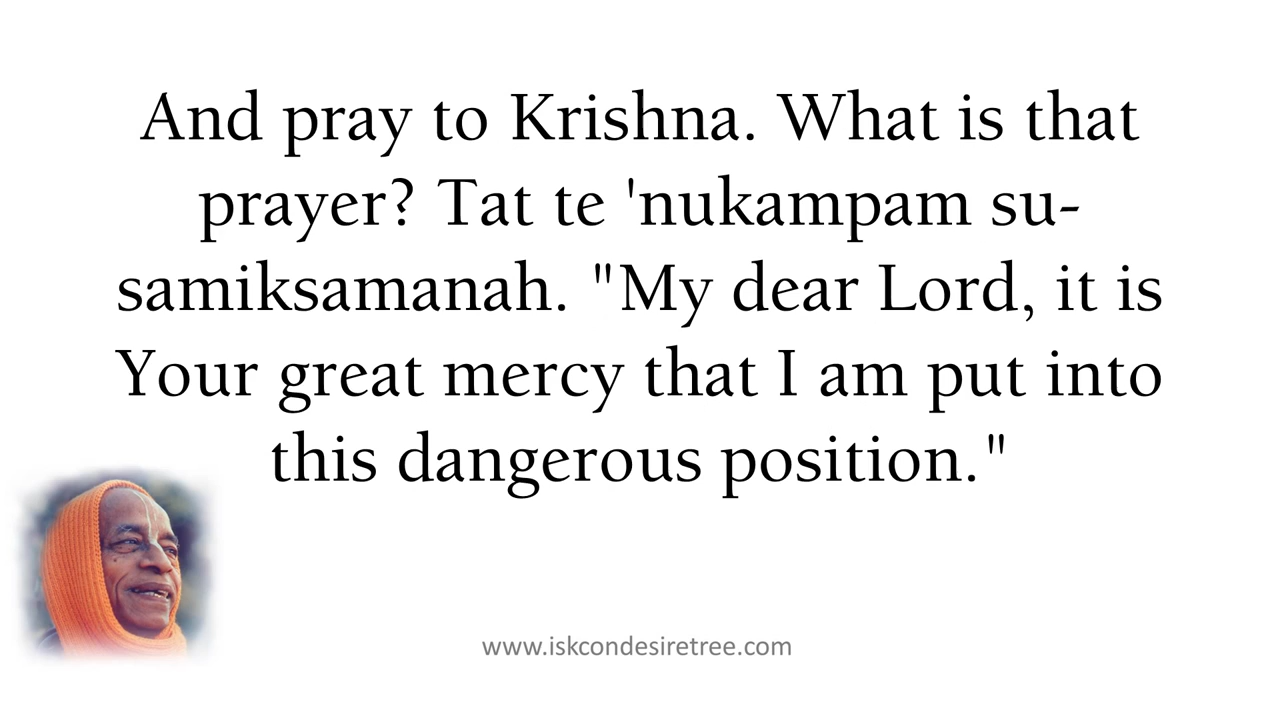 And pray to Krishna. What is that
prayer? Tat te 'nukampam su-
samiksamanah. "My dear Lord, it is
Your great mercy that I am put into
this dangerous position."
www.iskcondesiretree.com